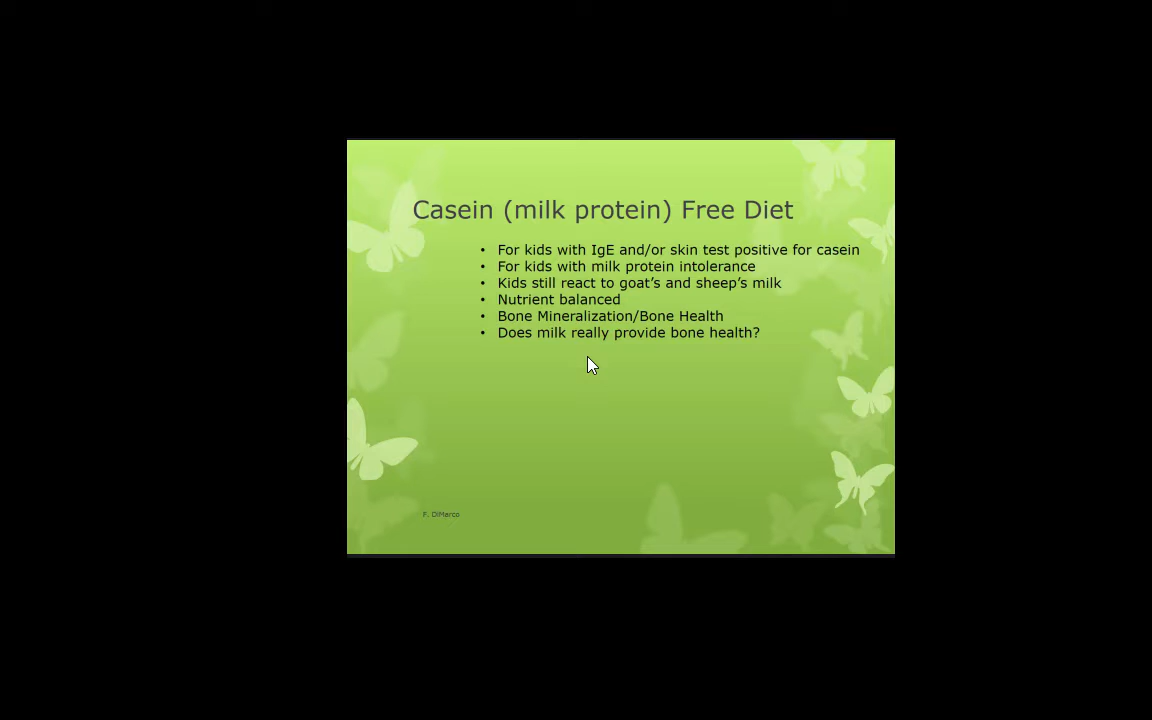 Casein (milk protein) Free Diet
• For kids with IgE and/or skin test positive for casein
• For kids with milk protein intolerance
• Kids still react to goat’s and sheep’s milk
• Nutrient balanced
• Bone Mineralization/Bone Health
• Does milk really provide bone health?
F. DiMarco